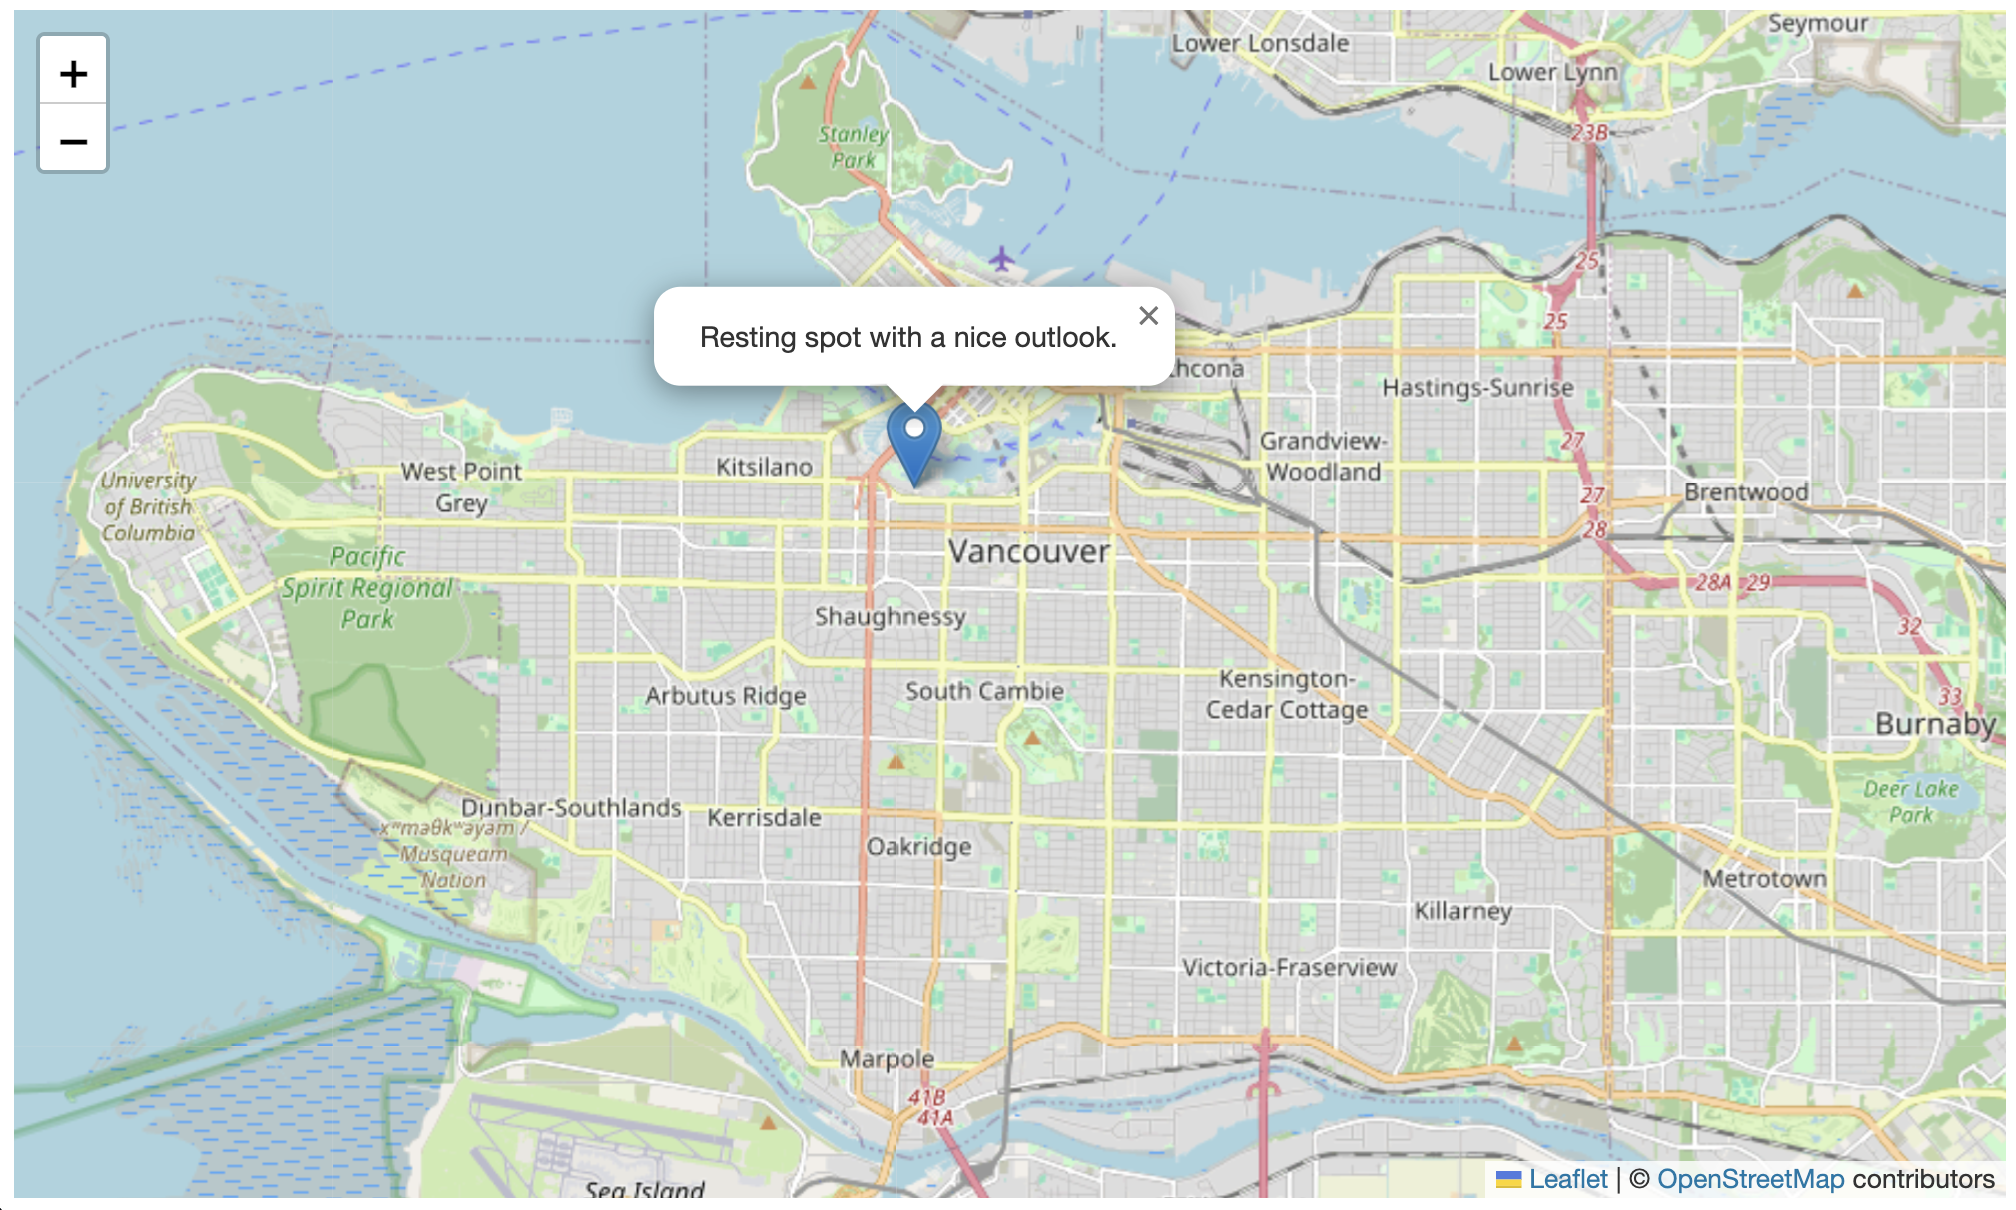 +
−
Seymour
Lower Lonsdale
Lower Lynn
23B
Stanley
Park
25
25
Resting spot with a nice outlook.
×
Hastings-Sunrise
27
Grandview-
Woodland
Kitsilano
West Point
Grey
University
of British
Columbia
27
Brentwood
28
Vancouver
Pacific
Spirit Regional
Park
28A
29
Shaughnessy
32
Arbutus Ridge
South Cambie
Kensington-
Cedar Cottage
33
Burnaby
Deer Lake
Park
Dunbar-Southlands
Kerrisdale
xʷməθkʷəy̓əm /
Musqueam
Nation
Oakridge
Metrotown
Killarney
Victoria-Fraserview
Marpole
41B
41A
Sea Island
Leaflet | © OpenStreetMap contributors